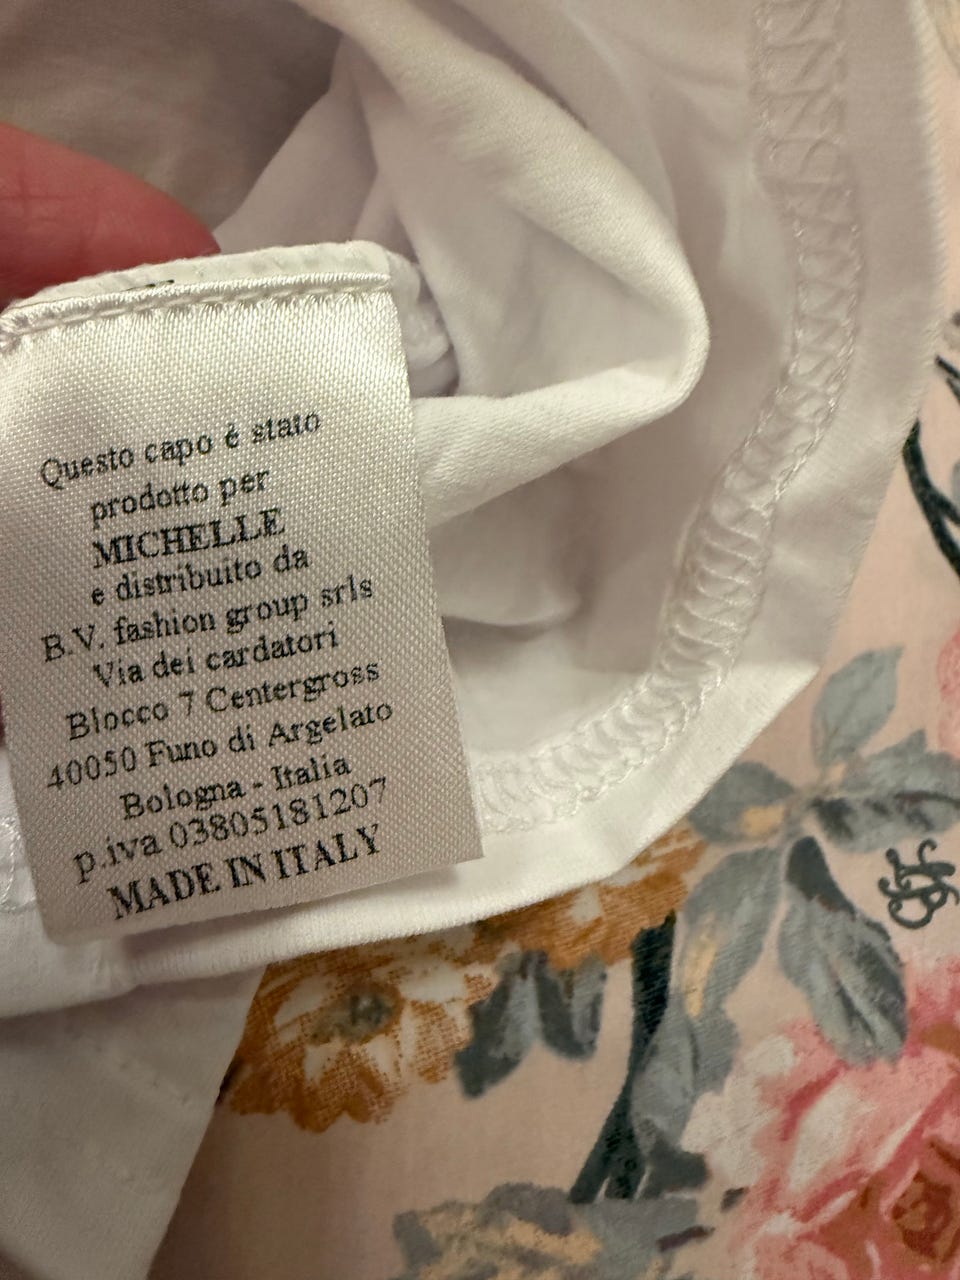 Questo capo è stato
prodotto per
MICHELLE
e distribuito da
B.V. fashion group srls
Via dei cardatori
Blocco 7 Centergross
40050 Funo di Argelato
Bologna - Italia
p.iva 03805181207
MADE IN ITALY